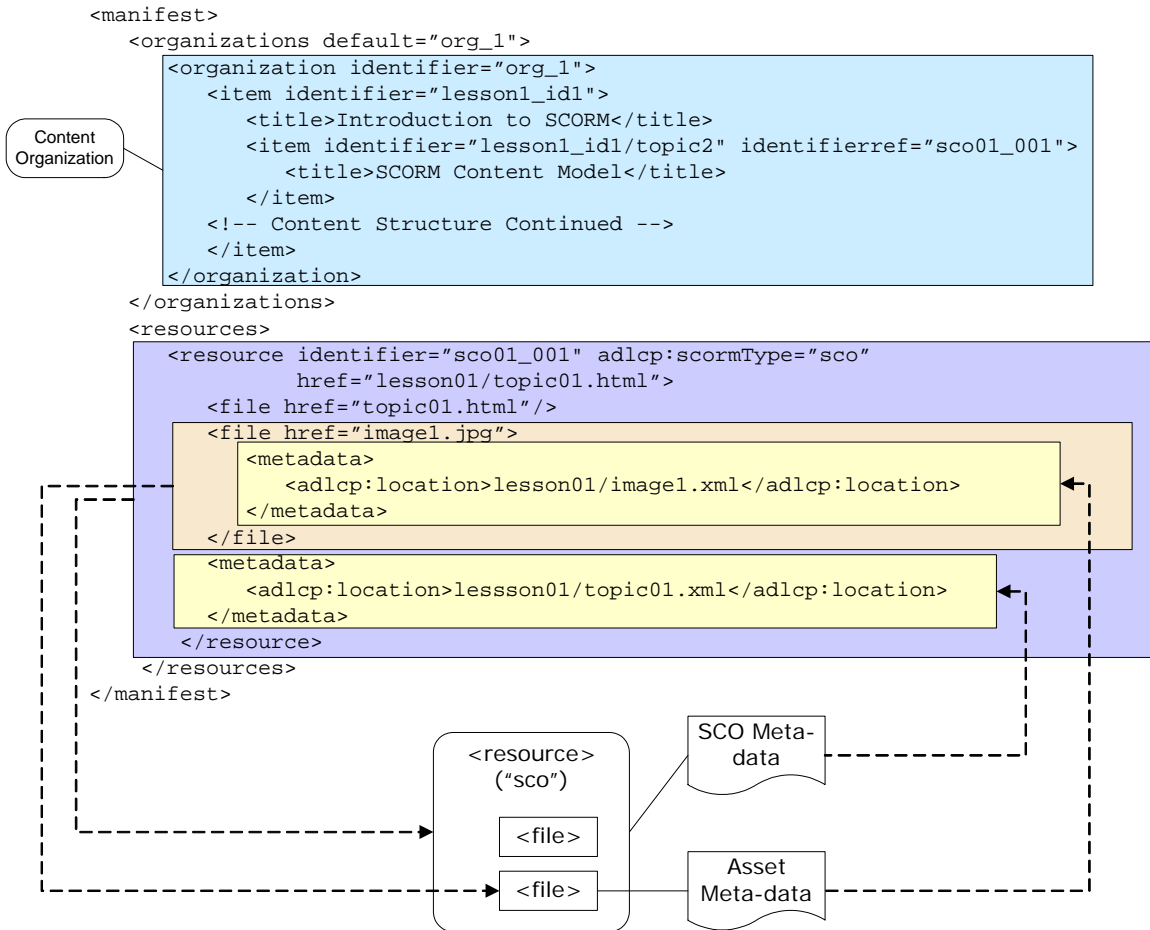 <manifest>
<organizations default="org_1">
<organization identifier="org_1">
<item identifier="lesson1_id1">
<title>Introduction to SCORM</title>
<item identifier="lesson1_id1/topic2" identifierref="sco01_001">
<title>SCORM Content Model</title>
</item>
<!-- Content Structure Continued -->
</item>
</organization>
</organizations>
Content
Organization
<resources>
<resource identifier="sco01_001" adlcp:scormType="sco"
href="lesson01/topic01.html">
<file href="topic01.html"/>
<file href="image1.jpg">
<metadata>
<adlcp:location>lesson01/image1.xml</adlcp:location>
</metadata>
</file>
<metadata>
<adlcp:location>lessson01/topic01.xml</adlcp:location>
</metadata>
</resource>
</resources>
</manifest>
<resource>
("sco")
<file>
<file>
SCO Meta-
data
Asset
Meta-data